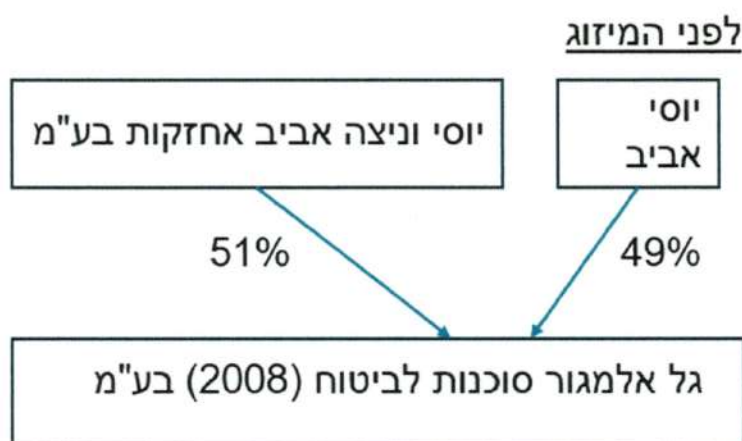 לפני המיזוג
יוסי
אביב
יוסי וניצה אביב אחזקות בע"מ
49%
51%
גל אלמגור סוכנות לביטוח (2008) בע"מ